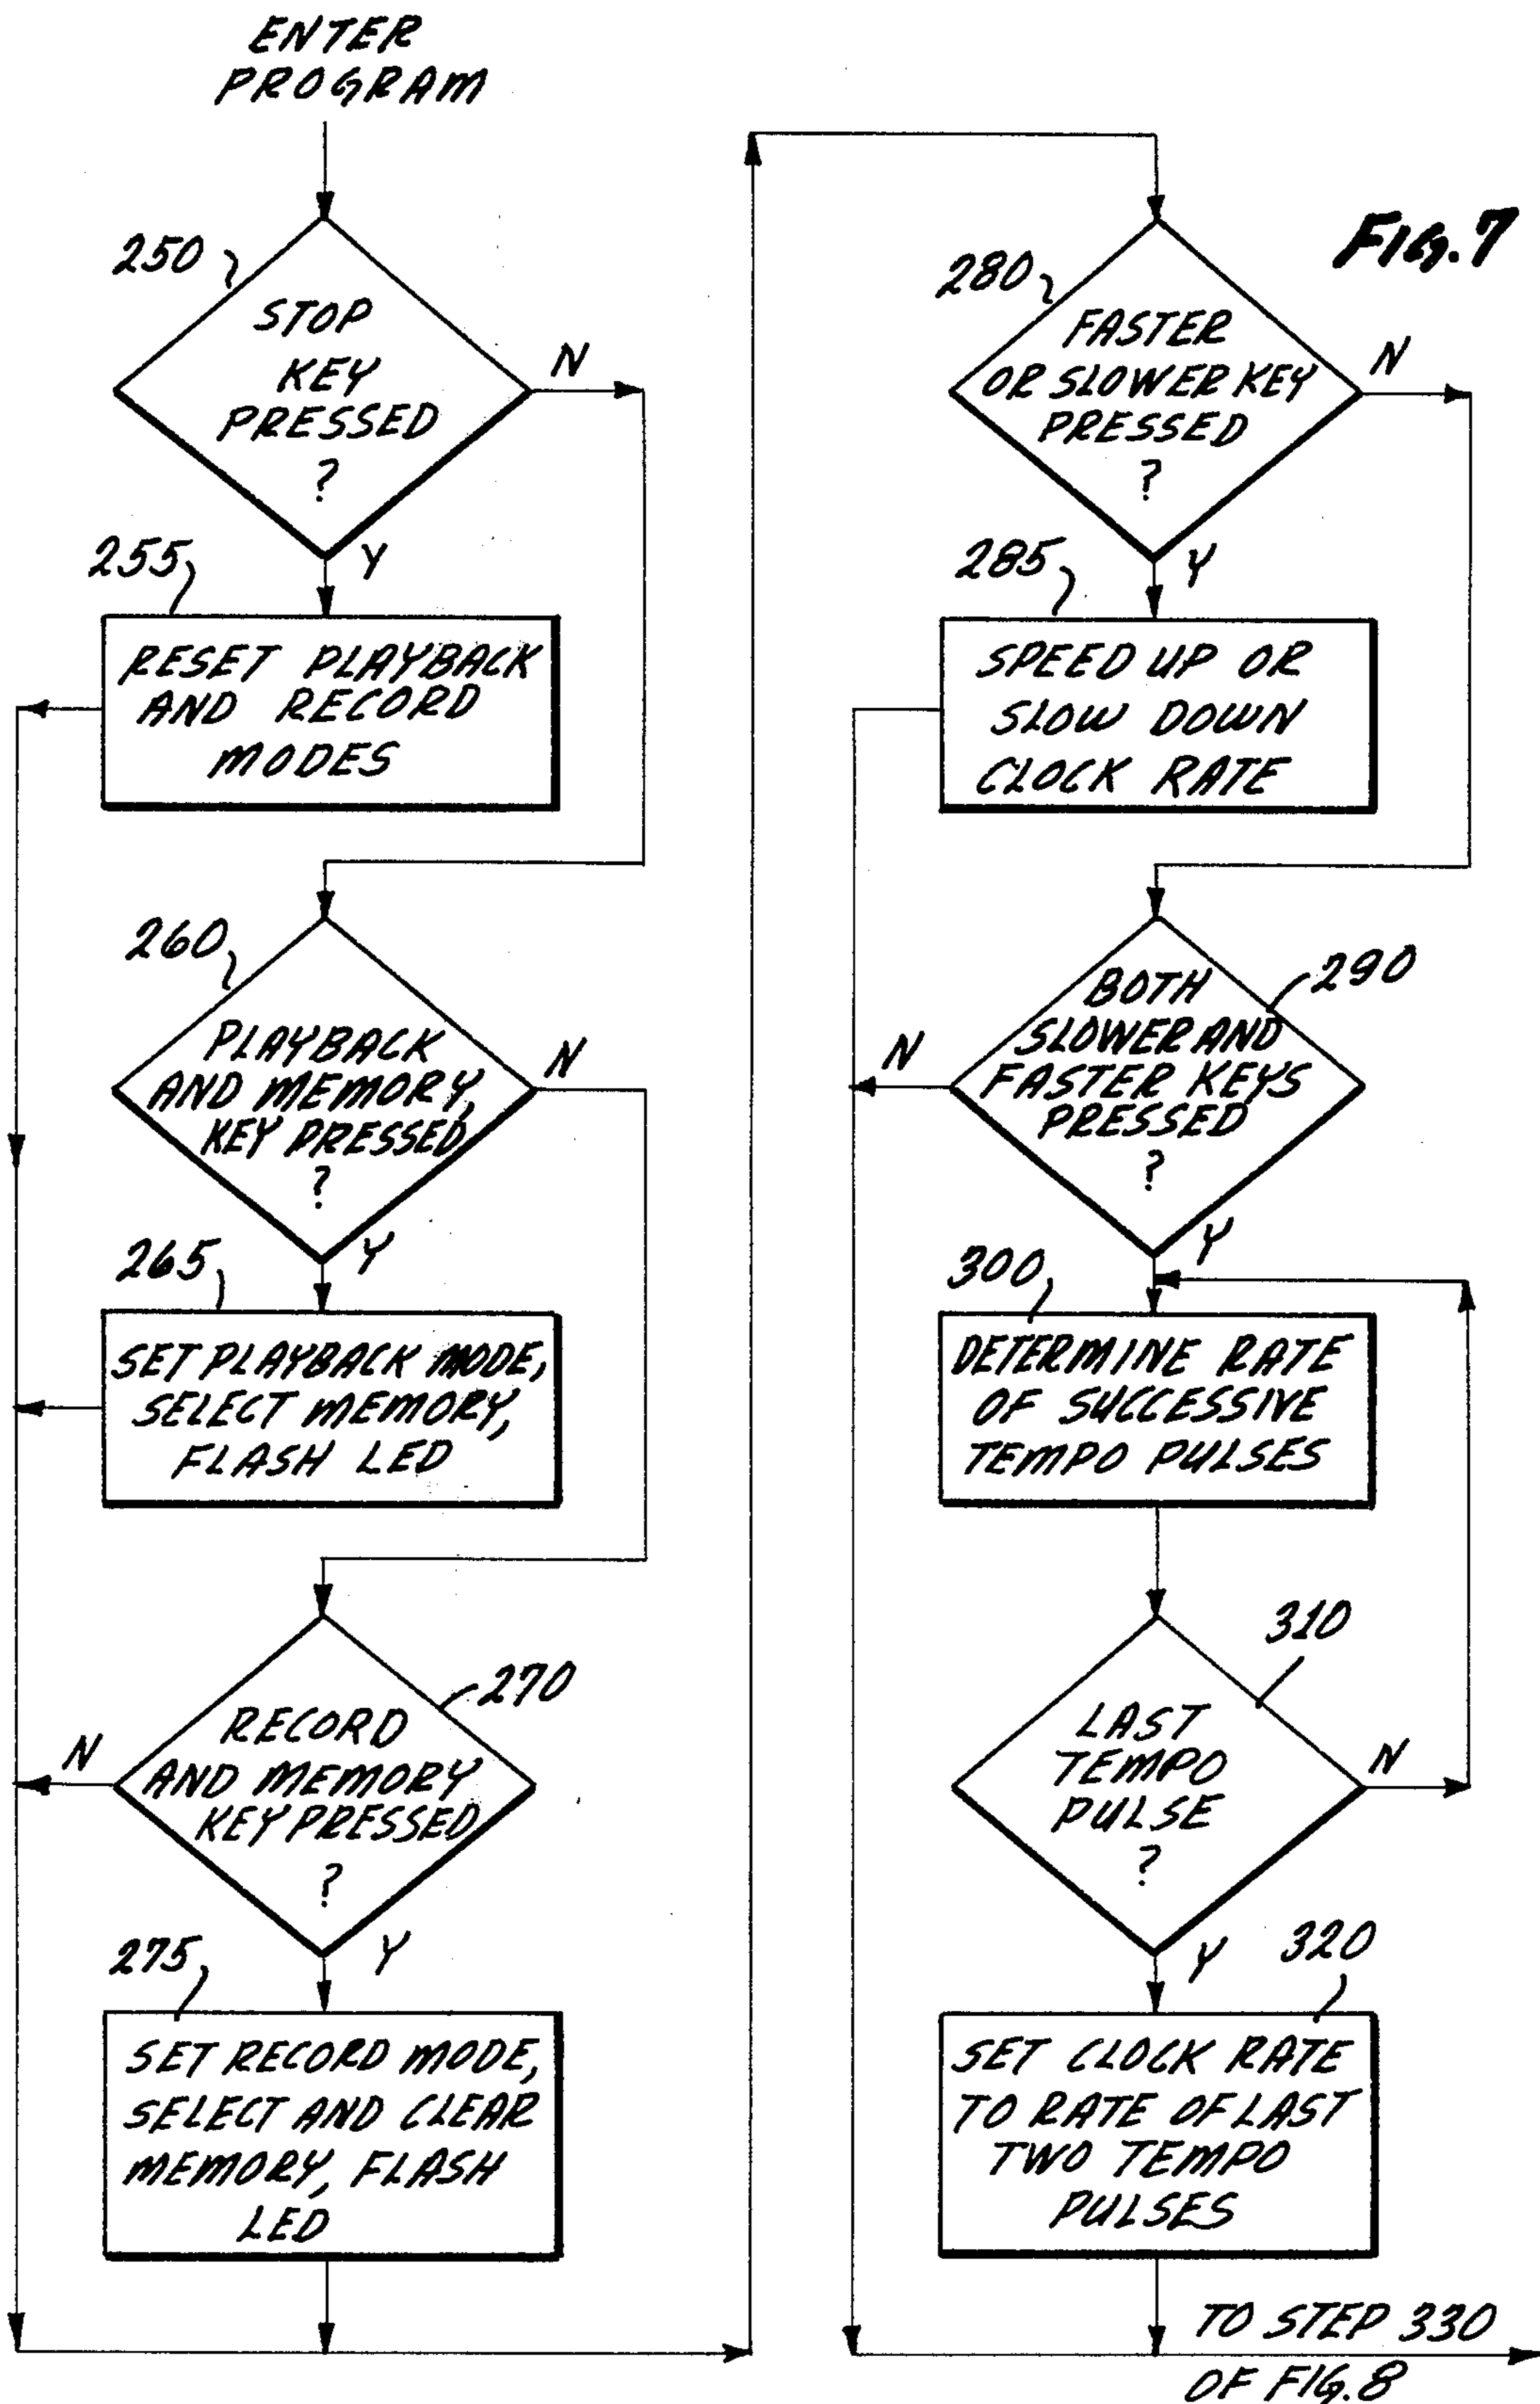 ENTER
PROGRAM
250
STOP
KEY
PRESSED
?
N
Y
255
RESET PLAYBACK
AND RECORD
MODES
260
PLAYBACK
AND MEMORY,
KEY PRESSED
?
N
Y
265
SET PLAYBACK MODE,
SELECT MEMORY,
FLASH LED
270
RECORD
AND MEMORY
KEY PRESSED
?
N
Y
275
SET RECORD MODE,
SELECT AND CLEAR
MEMORY, FLASH
LED
FIG. 7
280
FASTER
OR SLOWER KEY
PRESSED
?
N
Y
285
SPEED UP OR
SLOW DOWN
CLOCK RATE
290
BOTH
SLOWER AND
FASTER KEYS
PRESSED
?
N
Y
300
DETERMINE RATE
OF SUCCESSIVE
TEMPO PULSES
310
LAST
TEMPO
PULSE
?
N
Y
320
SET CLOCK RATE
TO RATE OF LAST
TWO TEMPO
PULSES
TO STEP 330
OF FIG. 8